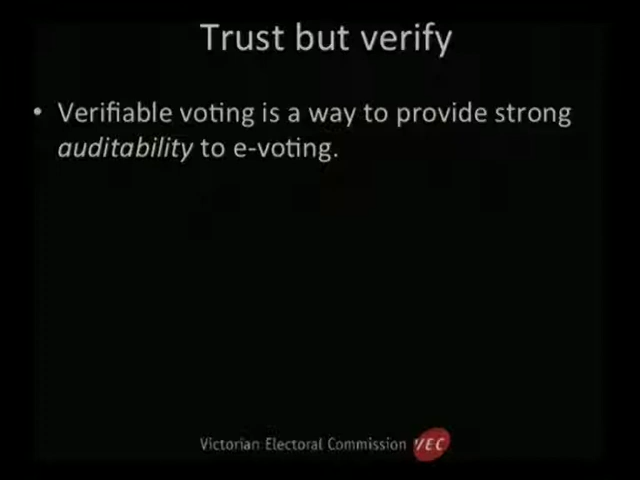 Trust but verify
• Verifiable voting is a way to provide strong
auditability to e-voting.
Victorian Electoral Commission VEC